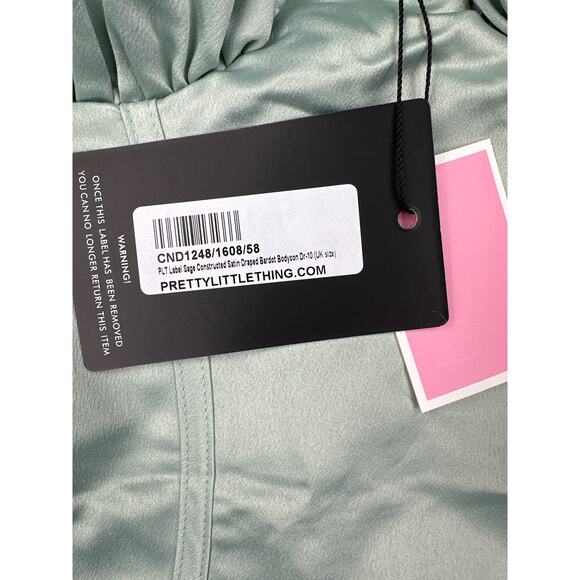 WARNING!
ONCE THIS LABEL HAS BEEN REMOVED
YOU CAN NO LONGER RETURN THIS ITEM
CND1248/1608/58
PLT Label Sage Constructed Satin Draped Bardot Bodycon Dr-10 (UK size)
PRETTYLITTLETHING.COM